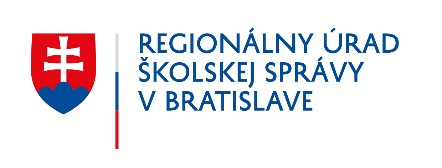 REGIONÁLNY ÚRAD
ŠKOLSKEJ SPRÁVY
V BRATISLAVE